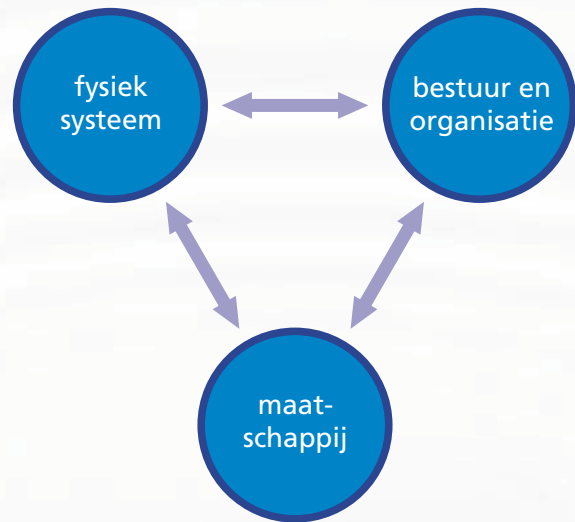 fysiek
systeem
bestuur en
organisatie
maat-
schappij